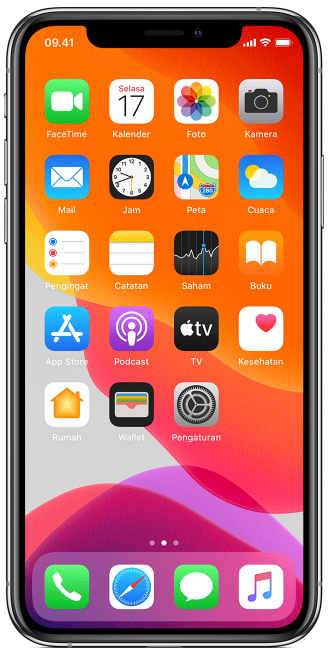 09.41
FaceTime
Selasa
17
Kalender
Foto
Kamera
Mail
Jam
280
Peta
Cuaca
Pengingat
Catatan
Saham
Buku
App Store
Podcast
tv
TV
Kesehatan
Rumah
Wallet
Pengaturan